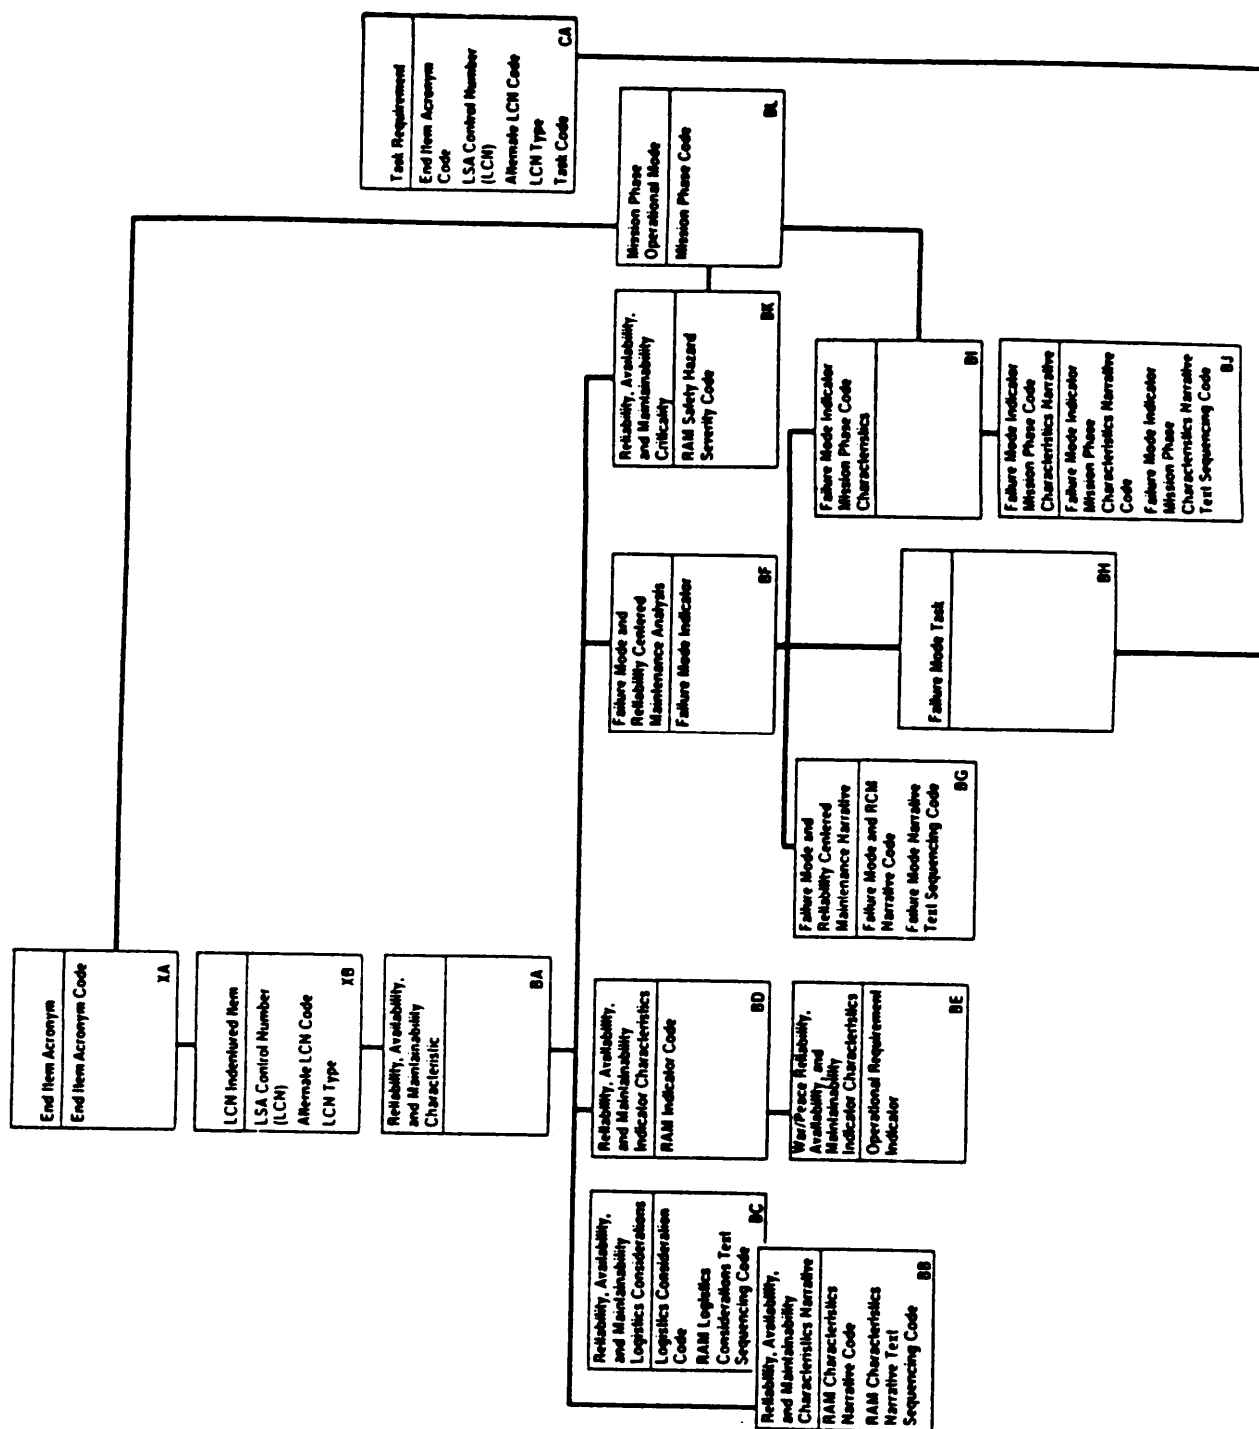 End Item Acronym
End Item Acronym Code
XA
LCN Indentured Item
LSA Control Number
(LCN)
Alternate LCN Code
LCN Type
XB
Reliability, Availability,
and Maintainability
Characteristic
BA
Task Requirement
End Item Acronym
Code
LSA Control Number
(LCN)
Alternate LCN Code
LCN Type
Task Code
CA
Mission Phase
Operational Mode
Mission Phase Code
BL
Reliability, Availability,
and Maintainability
Criticality
RAM Safety Hazard
Severity Code
BK
Failure Mode and
Reliability Centered
Maintenance Analysis
Failure Mode Indicator
BF
Reliability, Availability,
and Maintainability
Indicator Characteristics
RAM Indicator Code
BD
Reliability, Availability,
and Maintainability
Logistics Considerations
Logistics Consideration
Code
RAM Logistics
Considerations Text
Sequencing Code
BC
Reliability, Availability,
and Maintainability
Characteristics Narrative
RAM Characteristics
Narrative Code
RAM Characteristics
Narrative Text
Sequencing Code
BB
War/Peace Reliability,
Availability, and
Maintainability
Indicator Characteristics
Operational Requirement
Indicator
BE
Failure Mode and
Reliability Centered
Maintenance Narrative
Failure Mode and RCM
Narrative Code
Failure Mode Narrative
Text Sequencing Code
BG
Failure Mode Task
BH
Failure Mode Indicator
Mission Phase Code
Characteristics
BI
Failure Mode Indicator
Mission Phase Code
Characteristics Narrative
Failure Mode Indicator
Mission Phase
Characteristics Narrative
Code
Failure Mode Indicator
Mission Phase
Characteristics Narrative
Text Sequencing Code
BJ